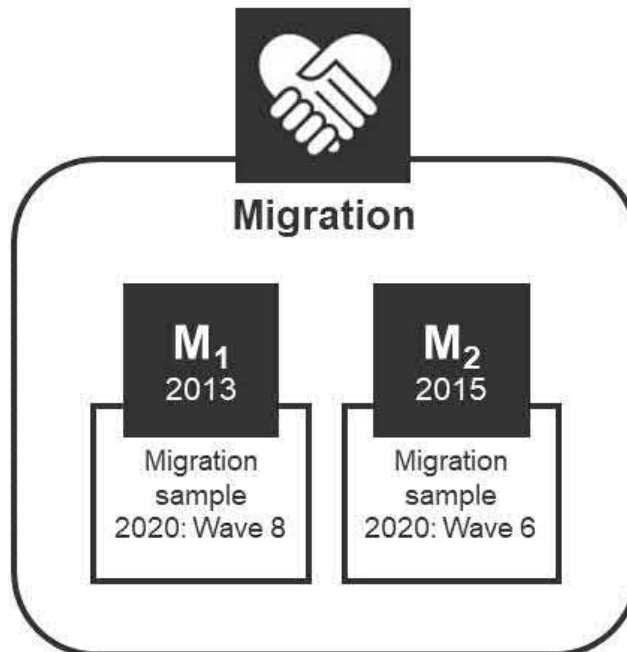 Migration
M₁
2013
Migration
sample
2020: Wave 8
M₂
2015
Migration
sample
2020: Wave 6